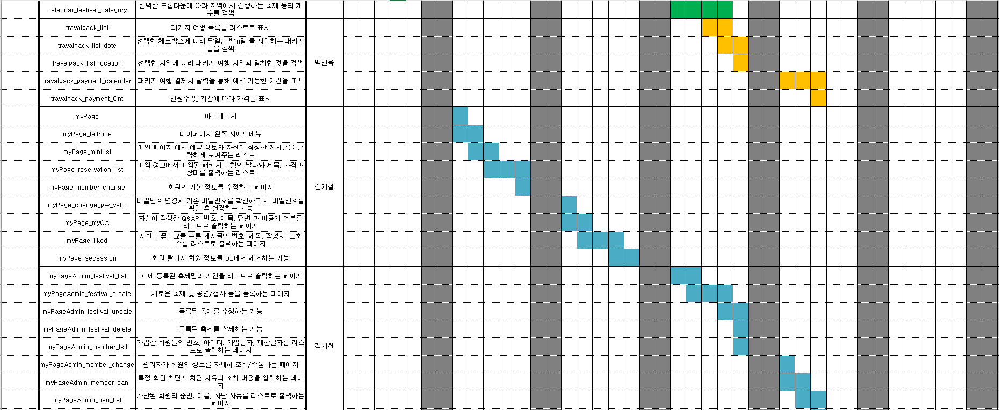 calendar_festival_category
선택한 드롭다운에 따라 지역에서 진행하는 축제 등의 개
수를 검색
travalpack_list
패키지 여행 목록을 리스트로 표시
travalpack_list_date
선택한 체크박스에 따라 당일, n박m일 을 지원하는 패키지
들을 검색
travalpack_list_location
선택한 지역에 따라 패키지 여행 지역과 일치한 것을 검색
박민욱
travalpack_payment_calendar
패키지 여행 결제시 달력을 통해 예약 가능한 기간을 표시
travalpack_payment_Cnt
인원수 및 기간에 따라 가격을 표시
myPage
마이페이지
myPage_leftSide
마이페이지 왼쪽 사이드메뉴
myPage_minList
메인 페이지 에서 예약 정보와 자신이 작성한 게시글을 간
략하게 보여주는 리스트
myPage_reservation_list
예약 정보에서 예약된 패키지 여행의 날짜와 제목, 가격과
상태를 출력하는 리스트
myPage_member_change
회원의 기본 정보를 수정하는 페이지
김기철
myPage_change_pw_valid
비밀번호 변경시 기존 비밀번호를 확인하고 새 비밀번호를
확인 후 변경하는 기능
myPage_myQA
자신이 작성한 Q&A의 번호, 제목, 답변 과 비공개 여부를
리스트로 출력하는 페이지
myPage_liked
자신이 좋아요를 누른 게시글의 번호, 제목, 작성자, 조회
수를 리스트로 출력하는 페이지
myPage_secession
회원 탈퇴시 회원 정보를 DB에서 제거하는 기능
myPageAdmin_festival_list
DB에 등록된 축제명과 기간을 리스트로 출력하는 페이지
myPageAdmin_festival_create
새로운 축제 및 공연/행사 등을 등록하는 페이지
myPageAdmin_festival_update
등록된 축제를 수정하는 기능
myPageAdmin_festival_delete
등록된 축제를 삭제하는 기능
myPageAdmin_member_lsit
가입한 회원들의 번호, 아이디, 가입일자, 제한일자를 리스
트로 출력하는 페이지
김기철
myPageAdmin_member_change
관리자가 회원의 정보를 자세히 조회/수정하는 페이지
myPageAdmin_member_ban
특정 회원 차단시 차단 사유와 조치 내용을 입력하는 페이
지
myPageAdmin_ban_list
차단된 회원의 순번, 이름, 차단 사유를 리스트로 출력하는
페이지